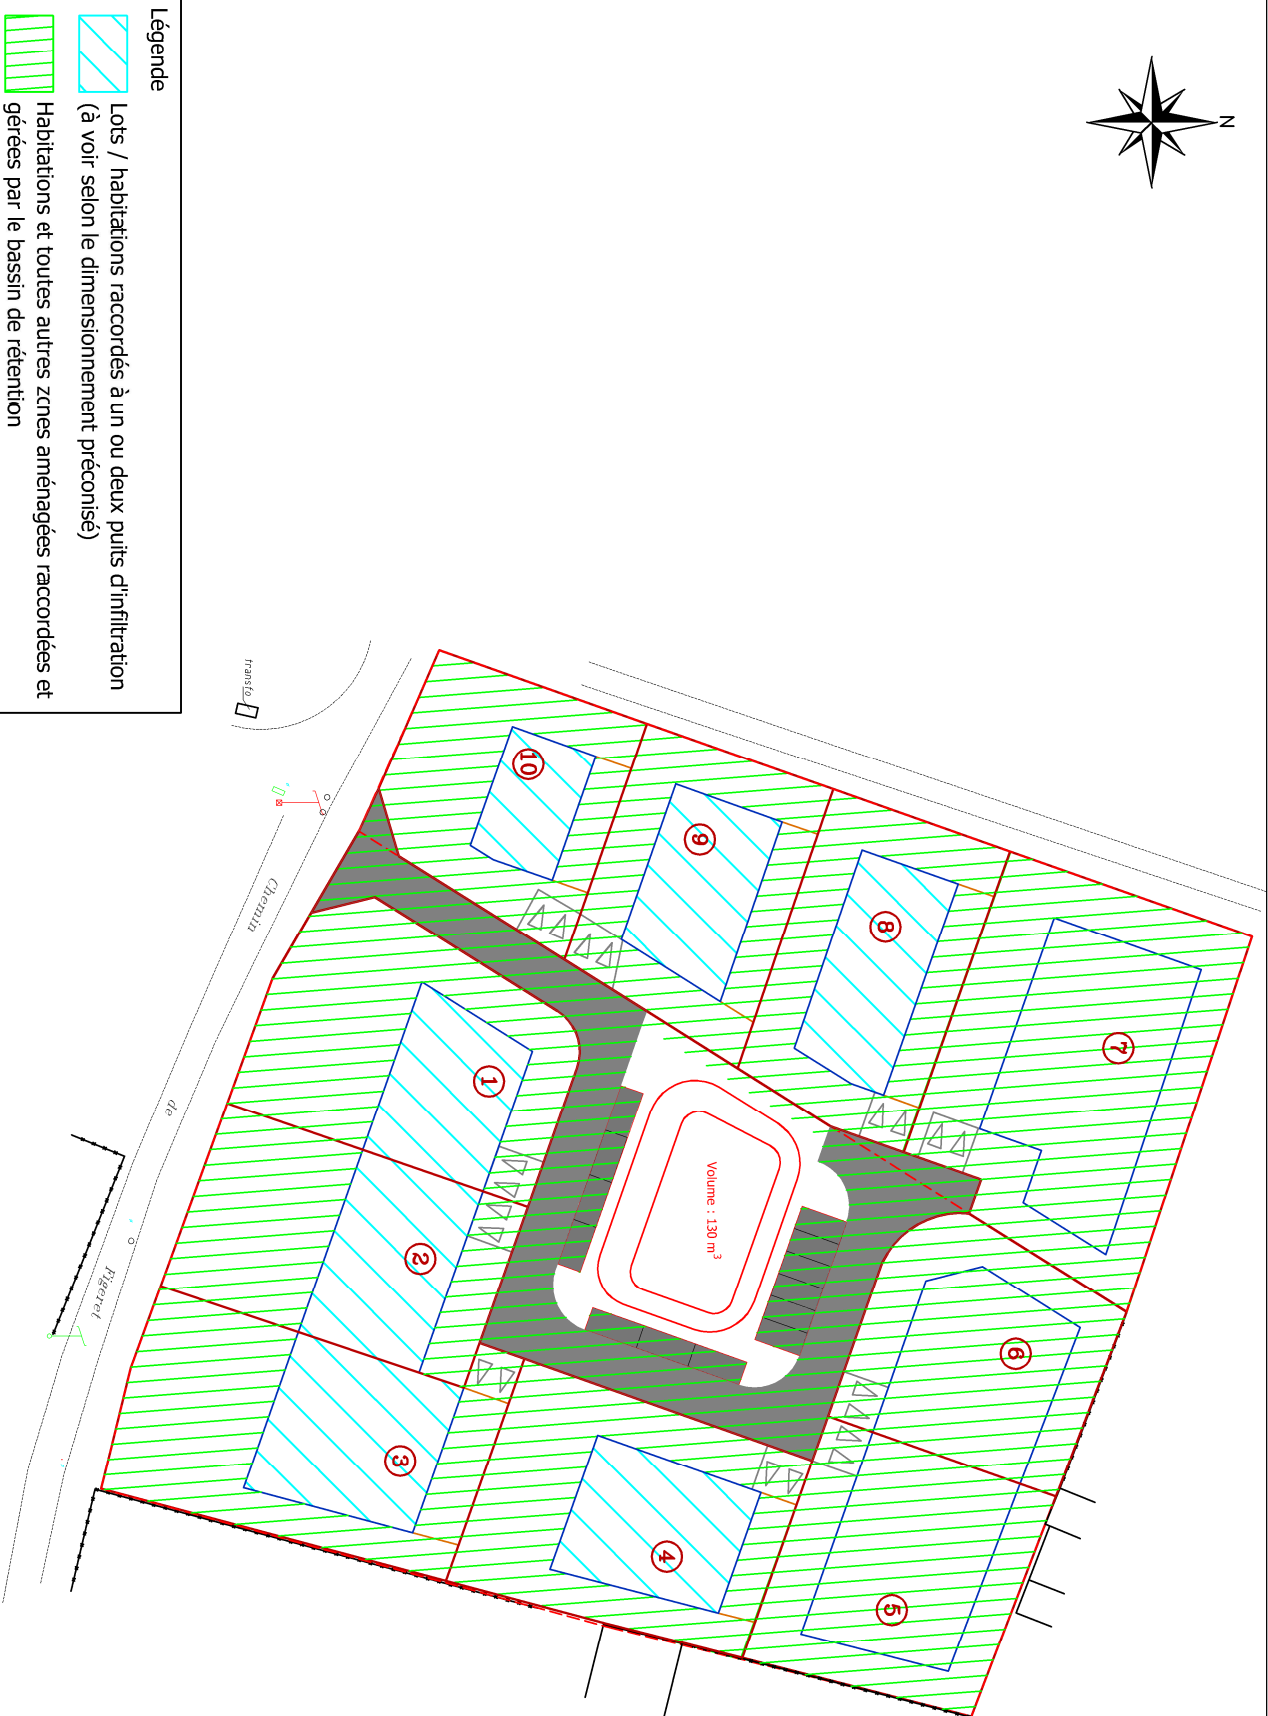 N
Légende
Lots / habitations raccordés à un ou deux puits d'infiltration
(à voir selon le dimensionnement préconisé)
Habitations et toutes autres zcnes aménagées raccordées et
gérées par le bassin de rétention
transfo
Chemin
de
Figeret
10
9
8
7
1
2
3
4
5
6
Volume : 130 m³